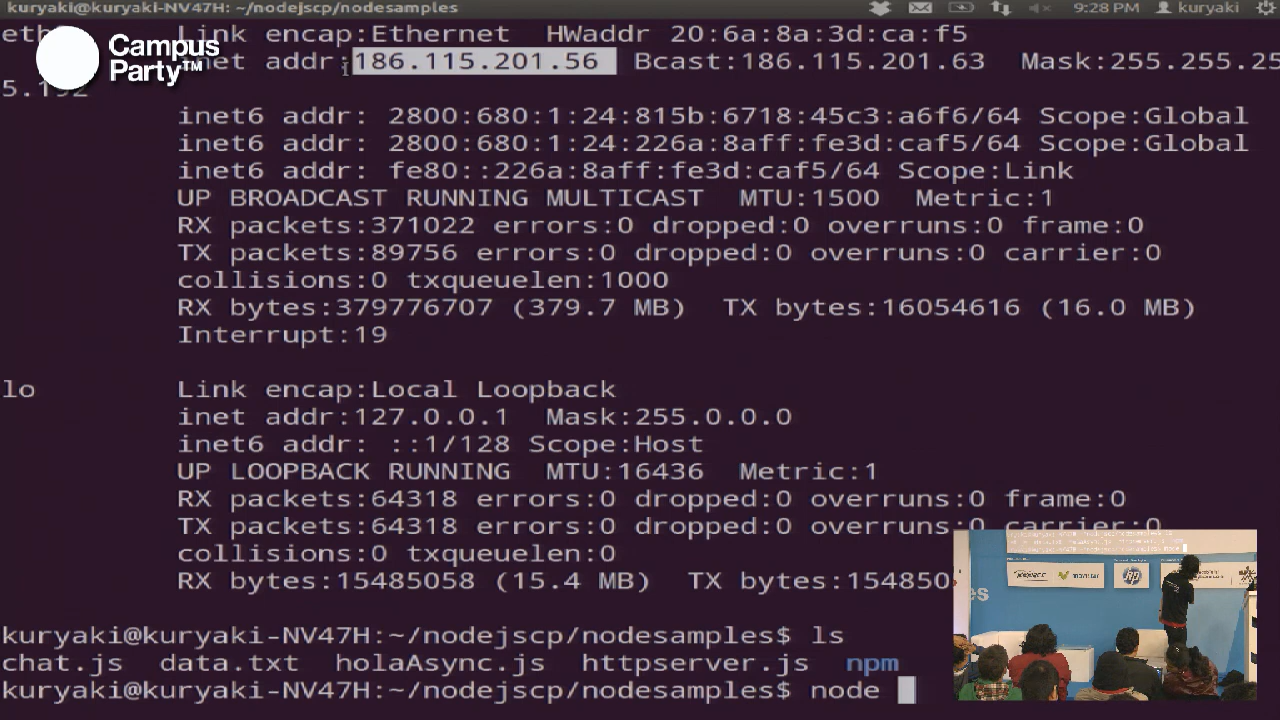 kuryaki@kuryaki-NV47H: ~/nodejscp/nodesamples 9:28 PM kuryaki
Campus
Party™
Link encap:Ethernet HWaddr 20:6a:8a:3d:ca:f5
addr:186.115.201.56 Bcast:186.115.201.63 Mask:255.255.25
inet6 addr: 2800:680:1:24:815b:6718:45c3:a6f6/64 Scope:Global
inet6 addr: 2800:680:1:24:226a:8aff:fe3d:caf5/64 Scope:Global
inet6 addr: fe80::226a:8aff:fe3d:caf5/64 Scope:Link
UP BROADCAST RUNNING MULTICAST MTU:1500 Metric:1
RX packets:371022 errors:0 dropped:0 overruns:0 frame:0
TX packets:89756 errors:0 dropped:0 overruns:0 carrier:0
collisions:0 txqueuelen:1000
RX bytes:379776707 (379.7 MB) TX bytes:16054616 (16.0 MB)
Interrupt:19
lo Link encap:Local Loopback
inet addr:127.0.0.1 Mask:255.0.0.0
inet6 addr: ::1/128 Scope:Host
UP LOOPBACK RUNNING MTU:16436 Metric:1
RX packets:64318 errors:0 dropped:0 overruns:0 frame:0
TX packets:64318 errors:0 dropped:0 overruns:0 carrier:0
collisions:0 txqueuelen:0
RX bytes:15485058 (15.4 MB) TX bytes:154850
kuryaki@kuryaki-NV47H:~/nodejscp/nodesamples$ ls
chat.js data.txt holaAsync.js httpserver.js npm
kuryaki@kuryaki-NV47H:~/nodejscp/nodesamples$ node
movistar
hp